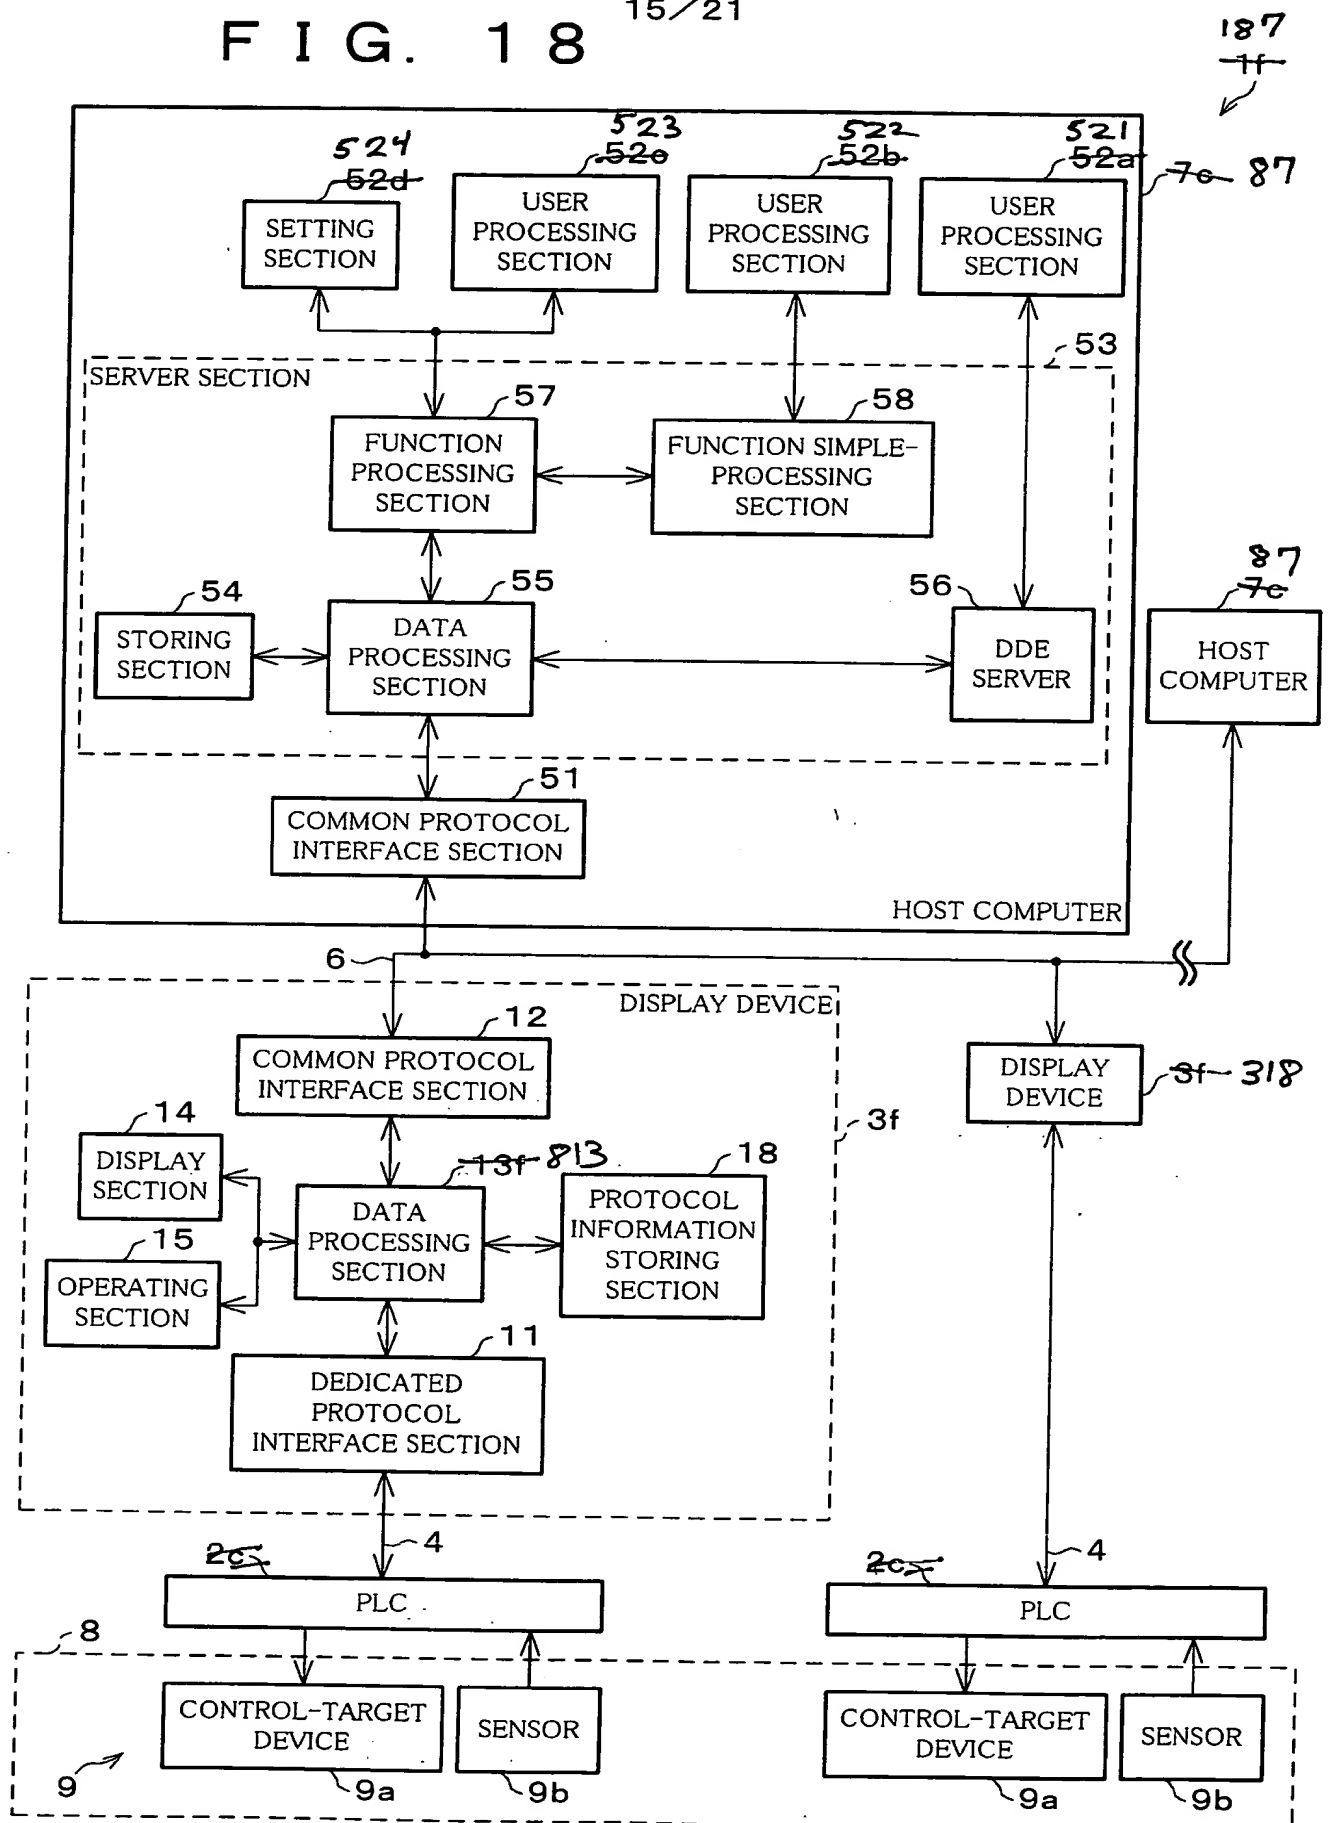 15/21
FIG. 18
187
1f
523
522
521
524
52c
52b
52a
7c 87
52d
SETTING
SECTION
USER
PROCESSING
SECTION
USER
PROCESSING
SECTION
USER
PROCESSING
SECTION
53
SERVER SECTION
57
58
FUNCTION
PROCESSING
SECTION
FUNCTION SIMPLE-
PROCESSING
SECTION
87
7c
54
55
56
STORING
SECTION
DATA
PROCESSING
SECTION
DDE
SERVER
HOST
COMPUTER
51
COMMON PROTOCOL
INTERFACE SECTION
HOST COMPUTER
6
DISPLAY DEVICE
12
COMMON PROTOCOL
INTERFACE SECTION
DISPLAY
DEVICE
3f 318
14
3f
DISPLAY
SECTION
13f 813
18
DATA
PROCESSING
SECTION
PROTOCOL
INFORMATION
STORING
SECTION
15
OPERATING
SECTION
11
DEDICATED
PROTOCOL
INTERFACE SECTION
4
4
2c
2c
PLC
PLC
8
CONTROL-TARGET
DEVICE
SENSOR
CONTROL-TARGET
DEVICE
SENSOR
9
9a
9b
9a
9b